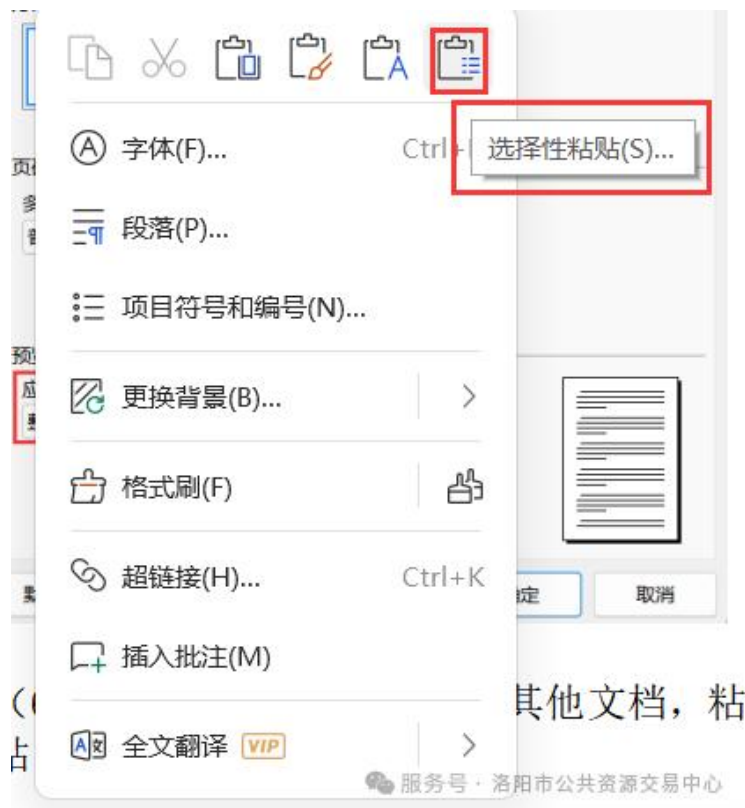 字体(F)...
Ctrl+
选择性粘贴(S)...
段落(P)...
项目符号和编号(N)...
更换背景(B)...
格式刷(F)
超链接(H)...
Ctrl+K
取消
插入批注(M)
其他文档，粘
全文翻译 VIP
服务号 · 洛阳市公共资源交易中心